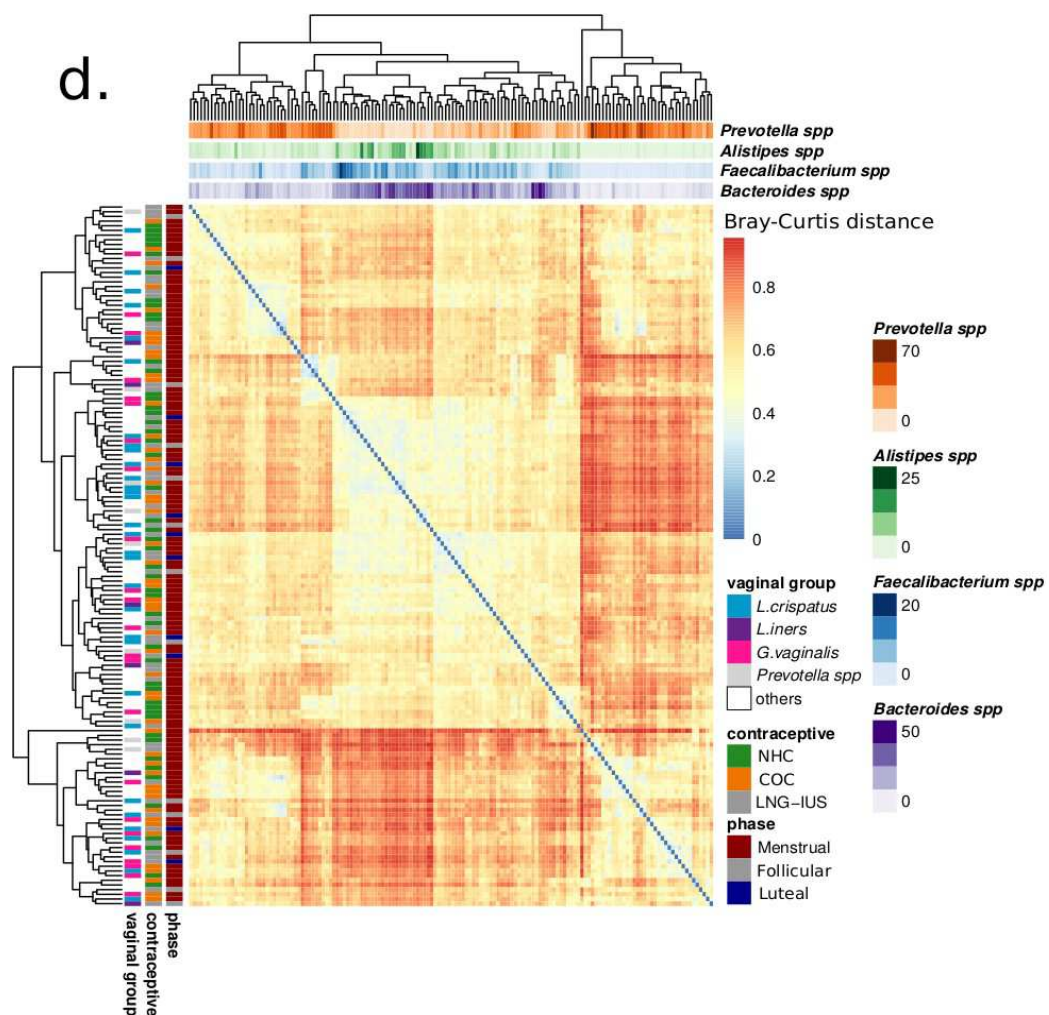 d.
Prevotella spp
Alistipes spp
Faecalibacterium spp
Bacteroides spp
Bray-Curtis distance
0.8
0.6
0.4
0.2
0
Prevotella spp
70
0
Alistipes spp
25
0
Faecalibacterium spp
20
0
Bacteroides spp
50
0
vaginal group
L.crispatus
L.iners
G.vaginalis
Prevotella spp
others
contraceptive
NHC
COC
LNG-IUS
phase
Menstrual
Follicular
Luteal
vaginal group
contraceptive
phase